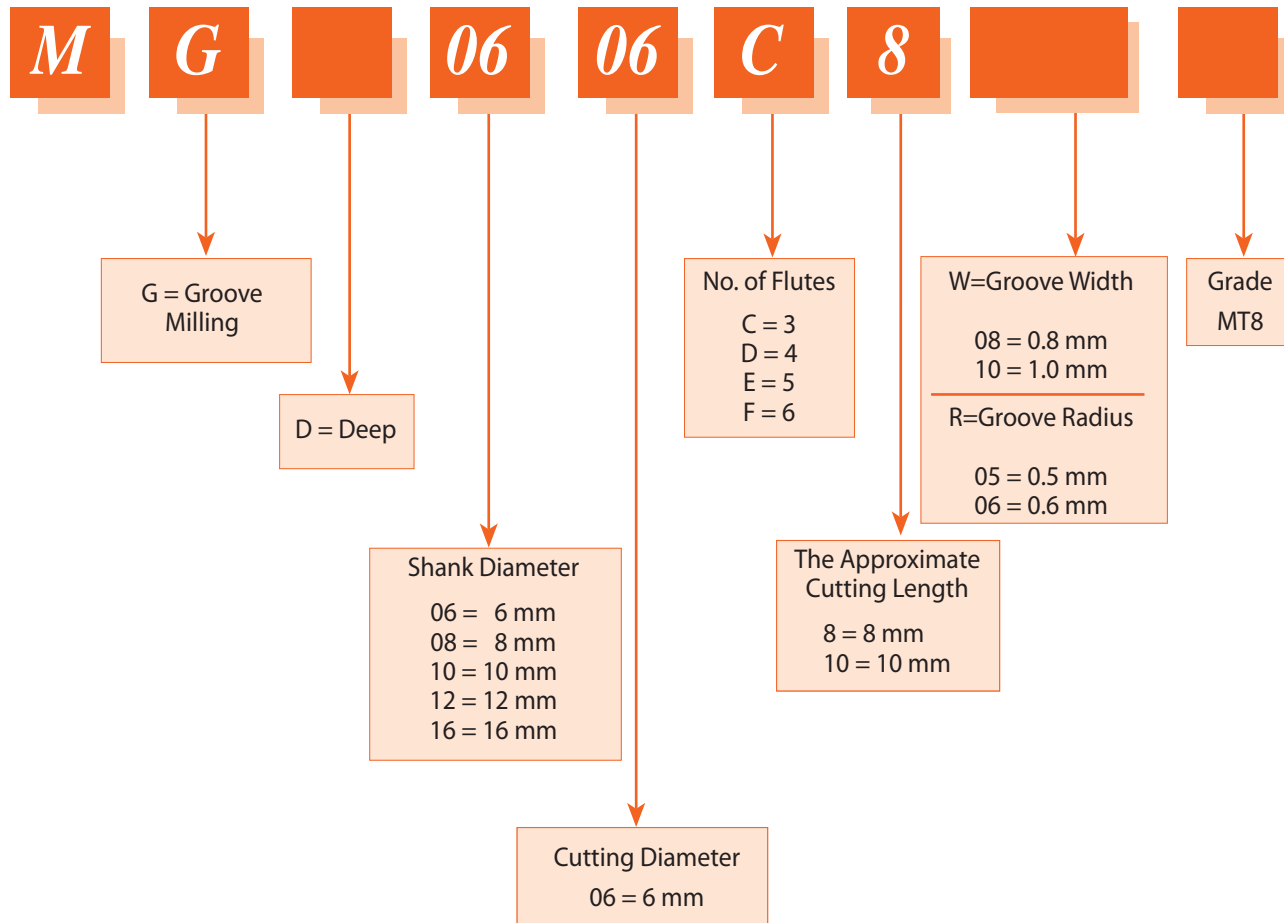 M G 06 06 C 8
G = Groove
Milling
D = Deep
Shank Diameter
06 = 6 mm
08 = 8 mm
10 = 10 mm
12 = 12 mm
16 = 16 mm
Cutting Diameter
06 = 6 mm
No. of Flutes
C = 3
D = 4
E = 5
F = 6
The Approximate
Cutting Length
8 = 8 mm
10 = 10 mm
W=Groove Width
08 = 0.8 mm
10 = 1.0 mm
R=Groove Radius
05 = 0.5 mm
06 = 0.6 mm
Grade
MT8